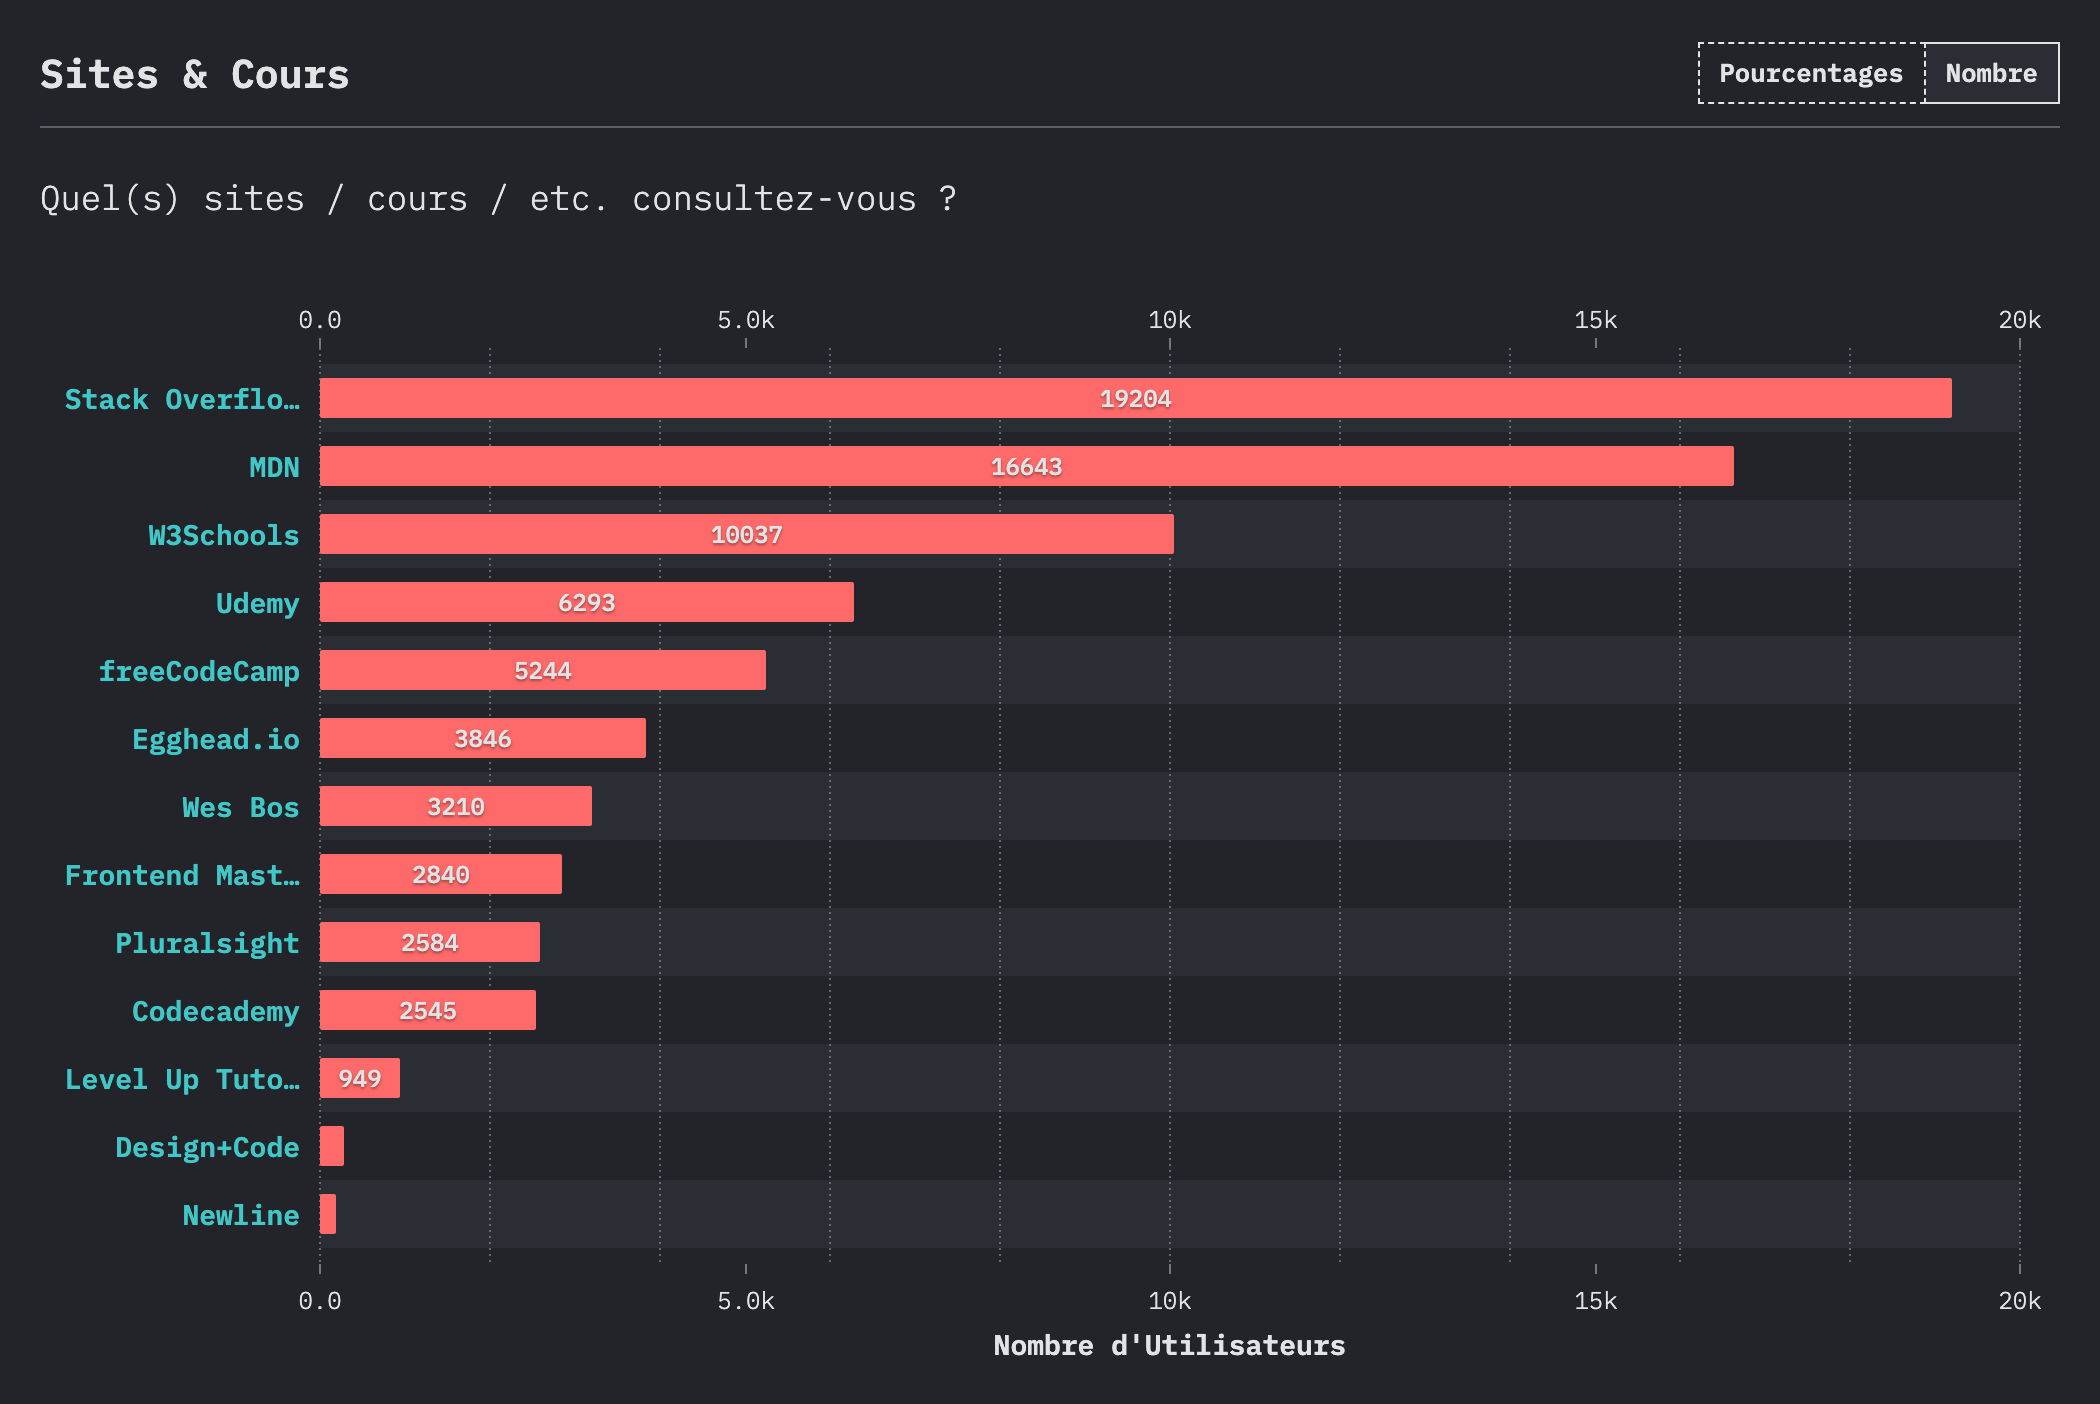 Sites & Cours
Pourcentages
Nombre
Quel(s) sites / cours / etc. consultez-vous ?
0.0 5.0k 10k 15k 20k
Stack Overflo… 19204
MDN 16643
W3Schools 10037
Udemy 6293
freeCodeCamp 5244
Egghead.io 3846
Wes Bos 3210
Frontend Mast… 2840
Pluralsight 2584
Codecademy 2545
Level Up Tuto… 949
Design+Code
Newline
0.0 5.0k 10k 15k 20k
Nombre d'Utilisateurs